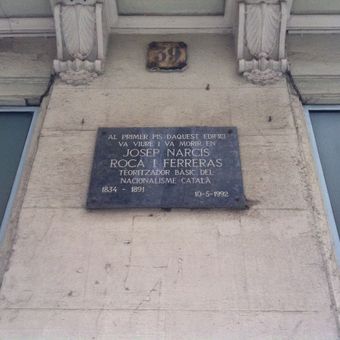 39
AL PRIMER PIS D'AQUEST EDIFICI
VA VIURE I VA MORIR EN
JOSEP NARCÍS
ROCA I FERRERAS
TEORITZADOR BÀSIC DEL
NACIONALISME CATALÀ
1834 - 1891 10-5-1992